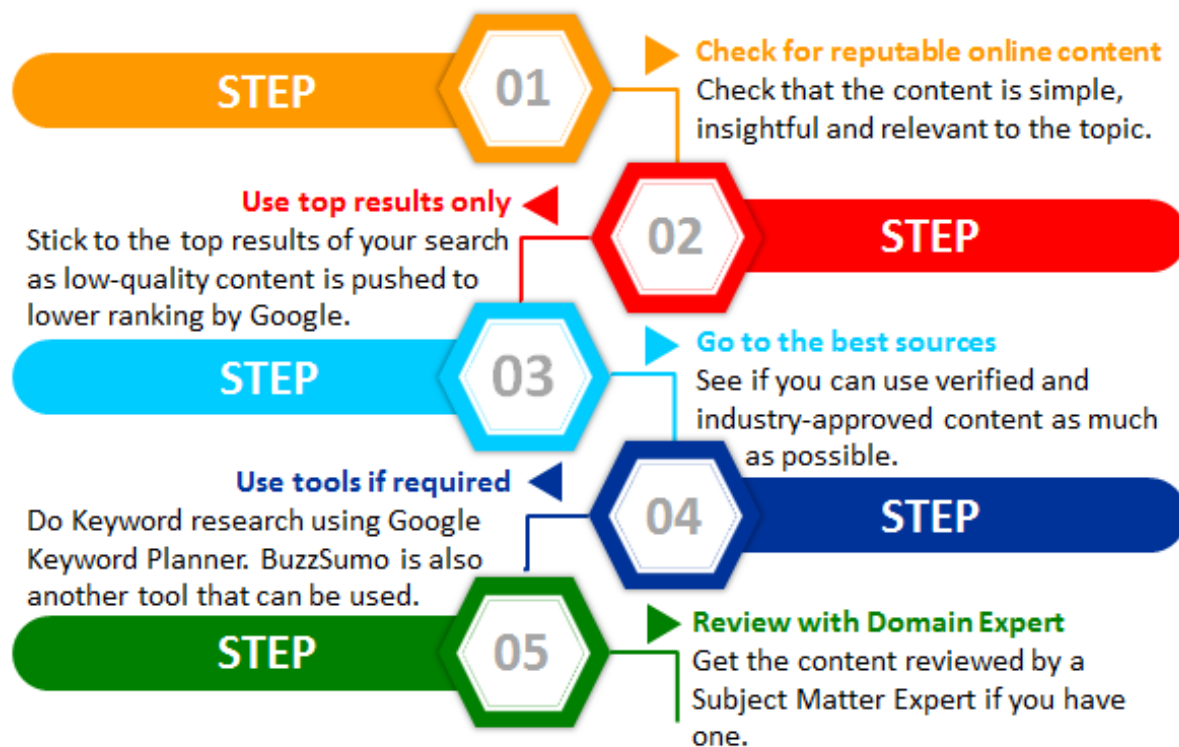 STEP
01
Check for reputable online content
Check that the content is simple,
insightful and relevant to the topic.
Use top results only
Stick to the top results of your search
as low-quality content is pushed to
lower ranking by Google.
02
STEP
STEP
03
Go to the best sources
See if you can use verified and
industry-approved content as much
as possible.
Use tools if required
Do Keyword research using Google
Keyword Planner. BuzzSumo is also
another tool that can be used.
04
STEP
STEP
05
Review with Domain Expert
Get the content reviewed by a
Subject Matter Expert if you have
one.